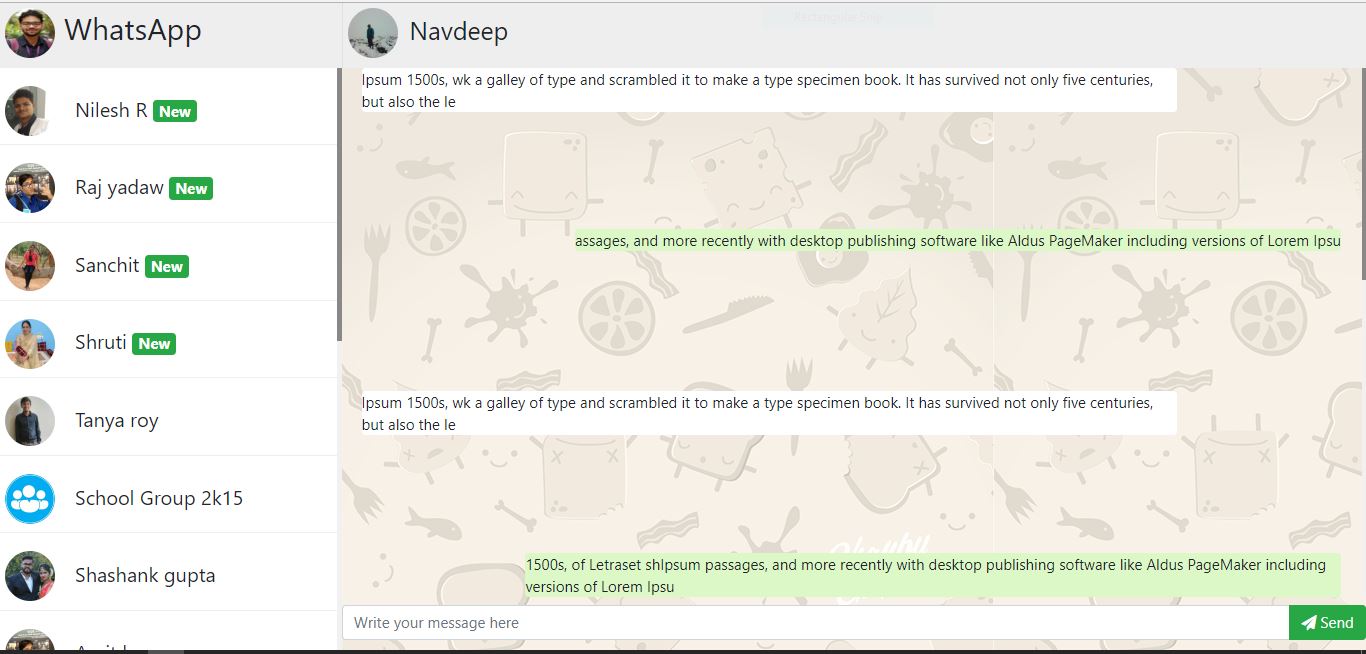 WhatsApp
Navdeep
Rectangular Snip
Nilesh R New
Raj yadaw New
Sanchit New
Shruti New
Tanya roy
School Group 2k15
Shashank gupta
Ipsum 1500s, wk a galley of type and scrambled it to make a type specimen book. It has survived not only five centuries,
but also the le
assages, and more recently with desktop publishing software like Aldus PageMaker including versions of Lorem Ipsu
Ipsum 1500s, wk a galley of type and scrambled it to make a type specimen book. It has survived not only five centuries,
but also the le
1500s, of Letraset shIpsum passages, and more recently with desktop publishing software like Aldus PageMaker including
versions of Lorem Ipsu
Write your message here
Send